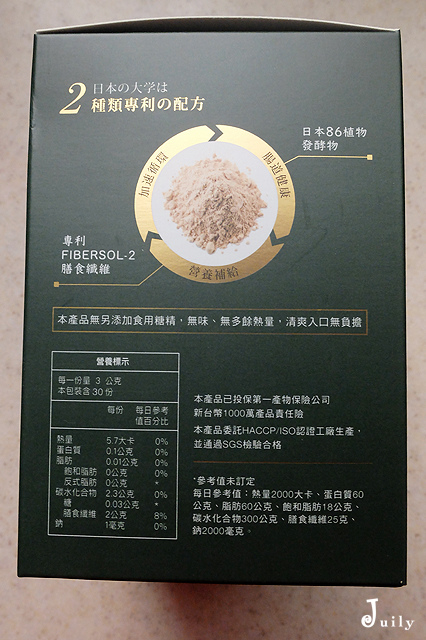 2
日本の大学は
種類專利の配方
日本86植物
發酵物
加速循環
腸道健康
營養補給
專利
FIBERSOL-2
膳食纖維
本產品無另添加食用糖精，無味、無多餘熱量，清爽入口無負擔
營養標示
每一份量 3 公克
本包裝含30份
每份 每日參考
值百分比
熱量 5.7大卡 0%
蛋白質 0.1公克 0%
脂肪 0.01公克 0%
飽和脂肪 0公克 0%
反式脂肪 0公克 *
碳水化合物 2.3公克 0%
糖 0.03公克 *
膳食纖維 2公克 8%
鈉 1毫克 0%
本產品已投保第一產物保險公司
新台幣1000萬產品責任險
本產品委託HACCP/ISO認證工廠生產，
並通過SGS檢驗合格
*參考值未訂定
每日參考值：熱量2000大卡、蛋白質60
公克、脂肪60公克、飽和脂肪18公克、
碳水化合物300公克、膳食纖維25克、
鈉2000毫克。
Juily